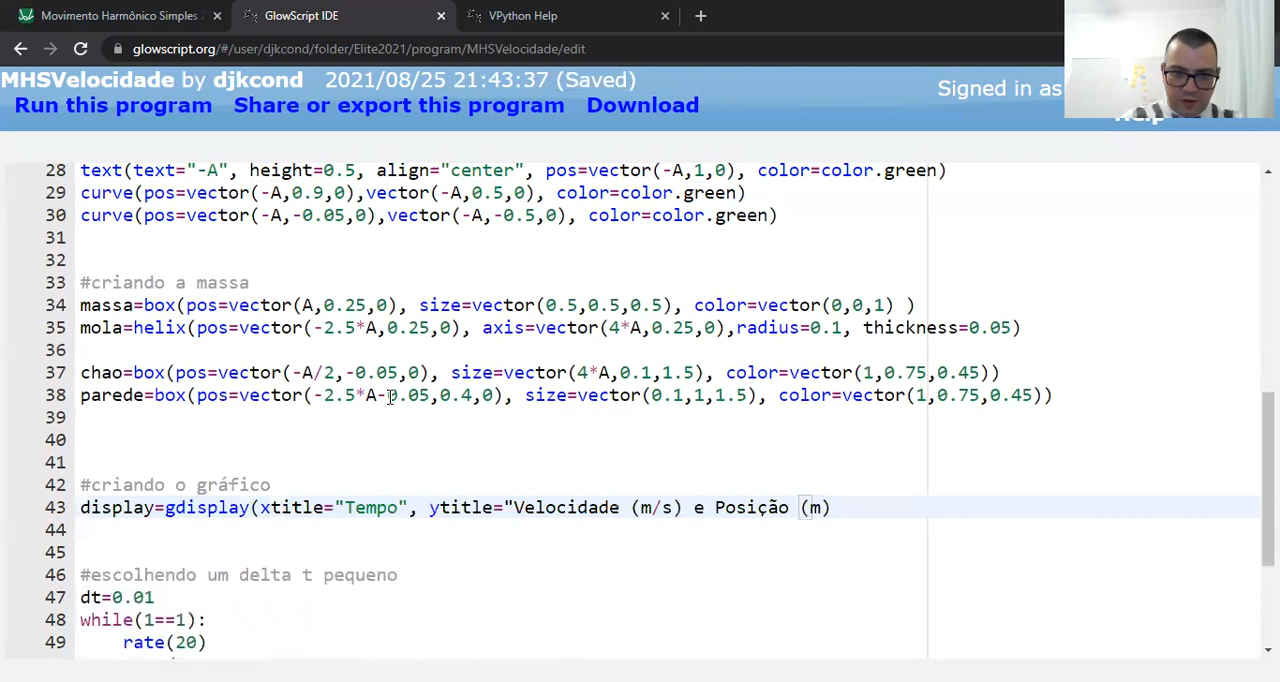 Movimento Harmônico Simples
GlowScript IDE
VPython Help
glowscript.org/#/user/djkcond/folder/Elite2021/program/MHSVelocidade/edit
MHSVelocidade by djkcond 2021/08/25 21:43:37 (Saved)
Signed in as
Run this program Share or export this program Download
Help
28 text(text="-A", height=0.5, align="center", pos=vector(-A,1,0), color=color.green)
29 curve(pos=vector(-A,0.9,0),vector(-A,0.5,0), color=color.green)
30 curve(pos=vector(-A,-0.05,0),vector(-A,-0.5,0), color=color.green)
31
32
33 #criando a massa
34 massa=box(pos=vector(A,0.25,0), size=vector(0.5,0.5,0.5), color=vector(0,0,1) )
35 mola=helix(pos=vector(-2.5*A,0.25,0), axis=vector(4*A,0.25,0),radius=0.1, thickness=0.05)
36
37 chao=box(pos=vector(-A/2,-0.05,0), size=vector(4*A,0.1,1.5), color=vector(1,0.75,0.45))
38 parede=box(pos=vector(-2.5*A-0.05,0.4,0), size=vector(0.1,1,1.5), color=vector(1,0.75,0.45))
39
40
41
42 #criando o gráfico
43 display=gdisplay(xtitle="Tempo", ytitle="Velocidade (m/s) e Posição (m)
44
45
46 #escolhendo um delta t pequeno
47 dt=0.01
48 while(1==1):
49 rate(20)